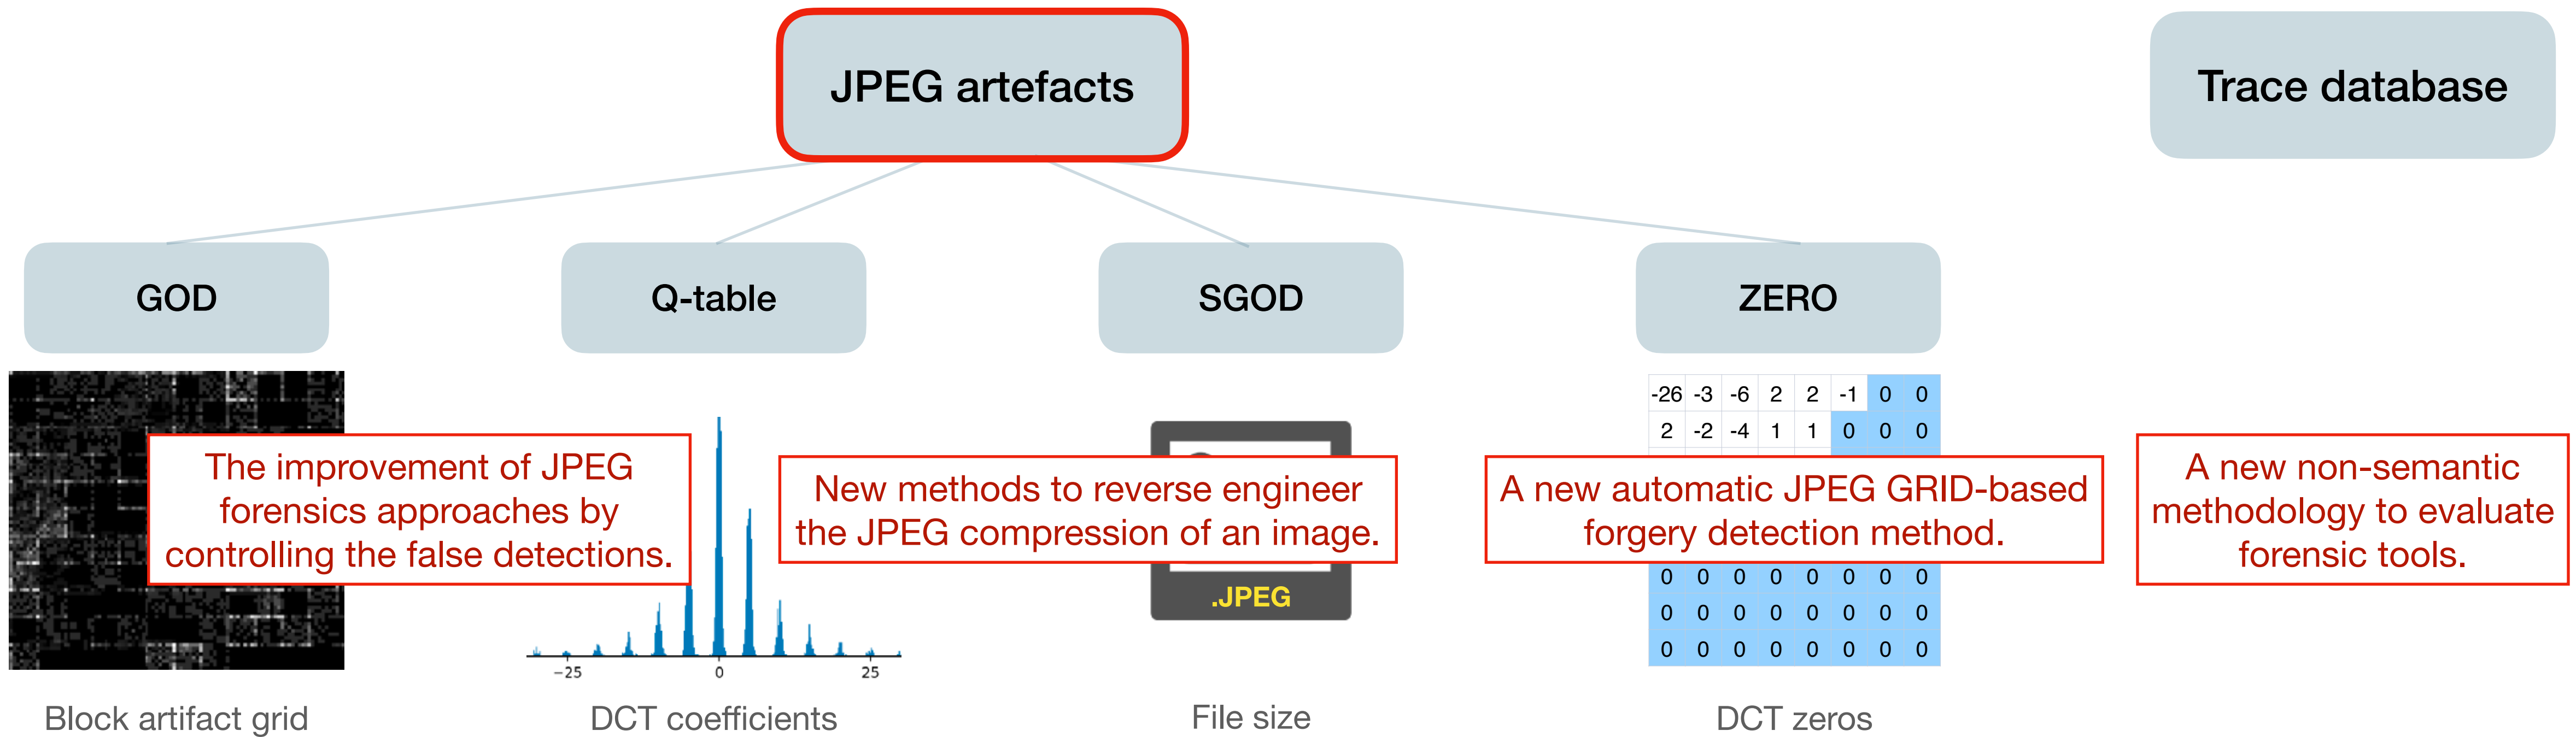 JPEG artefacts
Trace database
GOD
Q-table
SGOD
ZERO
-26 -3 -6 2 2 -1 0 0
2 -2 -4 1 1 0 0 0
The improvement of JPEG
forensics approaches by
controlling the false detections.
New methods to reverse engineer
the JPEG compression of an image.
A new automatic JPEG GRID-based
forgery detection method.
A new non-semantic
methodology to evaluate
forensic tools.
0 0 0 0 0 0 0 0
.JPEG
0 0 0 0 0 0 0 0
0 0 0 0 0 0 0 0
−25 0 25
Block artifact grid
DCT coefficients
File size
DCT zeros